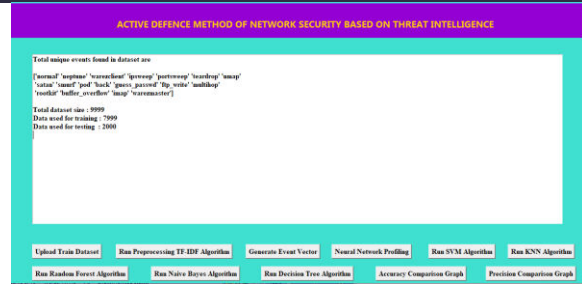 ACTIVE DEFENCE METHOD OF NETWORK SECURITY BASED ON THREAT INTELLIGENCE
Total unique events found in dataset are
['normal' 'neptune' 'warezclient' 'ipsweep' 'portsweep' 'teardrop' 'nmap'
'satan' 'smurf' 'pod' 'back' 'guess_passwd' 'ftp_write' 'multihop'
'rootkit' 'buffer_overflow' 'imap' 'warezmaster']
Total dataset size : 9999
Data used for training : 7999
Data used for testing : 2000
Upload Train Dataset Run Preprocessing TF-IDF Algorithm Generate Event Vector Neural Network Profiling Run SVM Algorithm Run KNN Algorithm
Run Random Forest Algorithm Run Naive Bayes Algorithm Run Decision Tree Algorithm Accuracy Comparison Graph Precision Comparison Graph